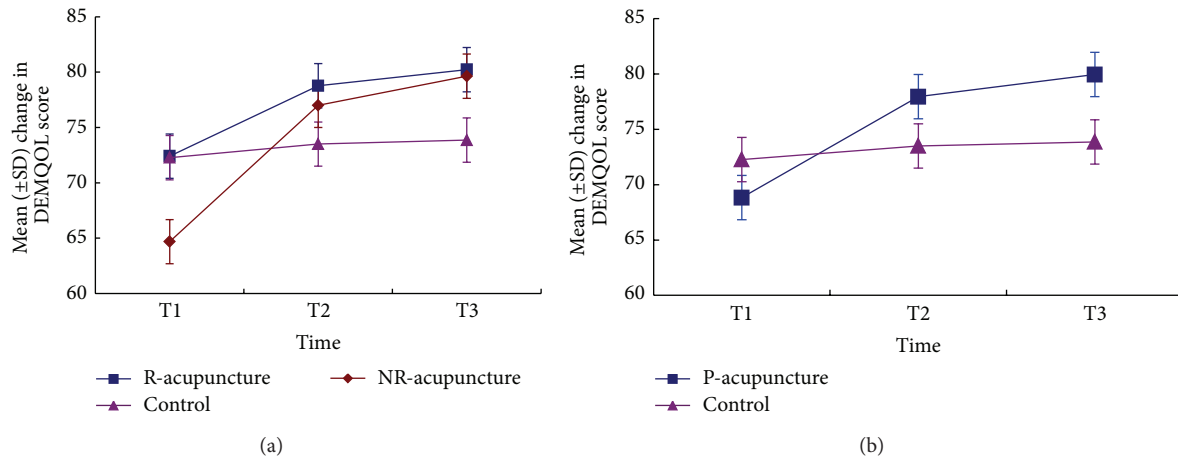 Mean (±SD) change in
DEMQOL score
85
80
75
70
65
60
T1 T2 T3
Time
R-acupuncture NR-acupuncture
Control
(a)
Mean (±SD) change in
DEMQOL score
85
80
75
70
65
60
T1 T2 T3
Time
P-acupuncture
Control
(b)